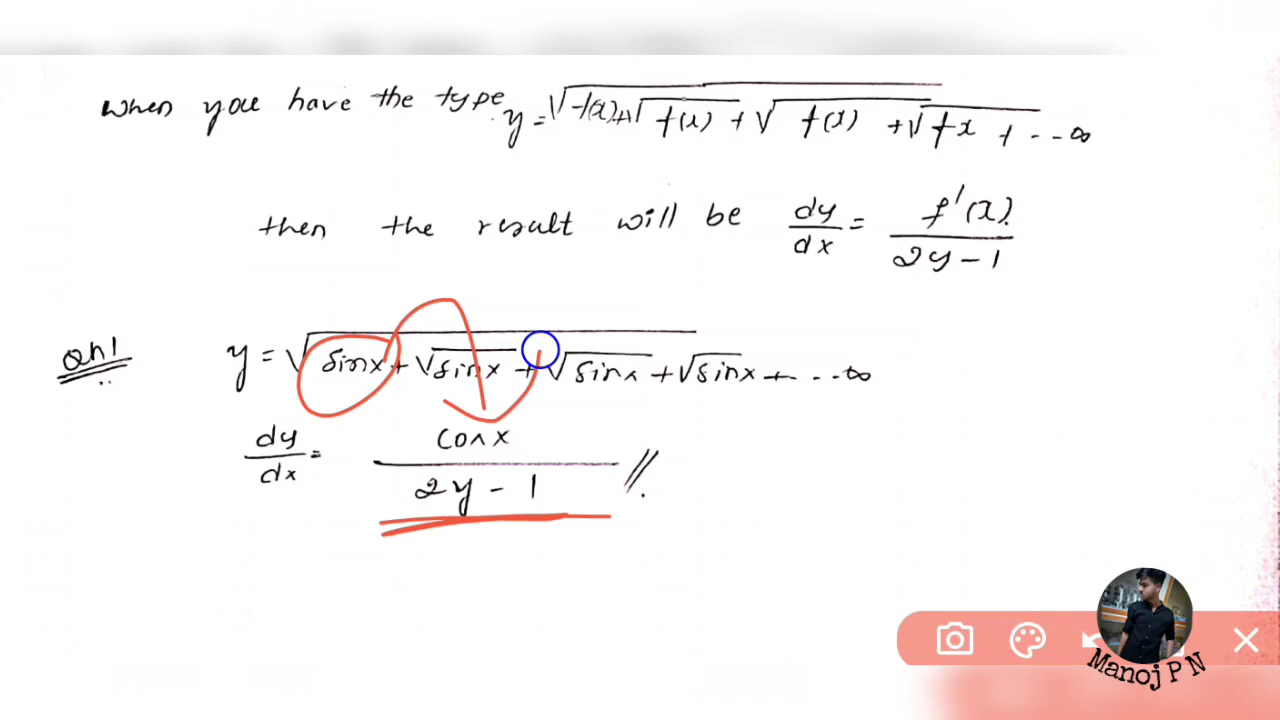 When you have the type y = √f(x) + √f(x) + √f(x) + √fx + - - ∞
then the result will be dy/dx = f'(x)/2y-1
Qn1 y = √sinx + √sinx + √sinx + √sinx + - - - ∞
dy/dx = cosx/2y-1 //.
Manoj P N